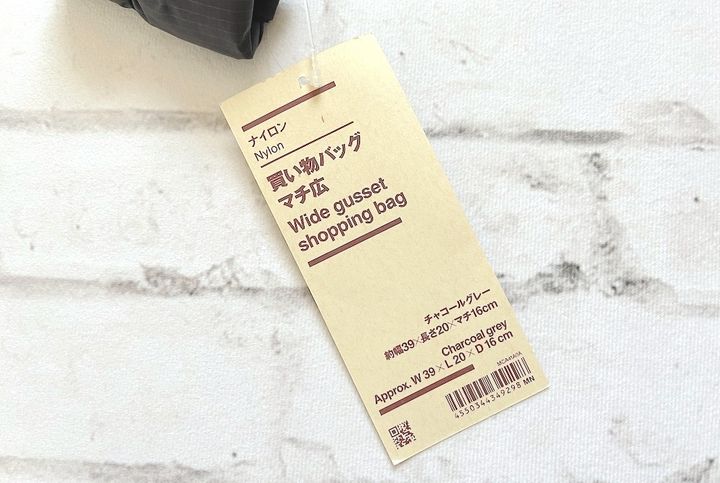 ナイロン
Nylon
買い物バッグ
マチ広
Wide gusset
shopping bag
チャコールグレー
約幅39×長さ20×マチ16cm
Charcoal grey
Approx. W 39 × L 20 × D 16 cm
4550344349298 MN